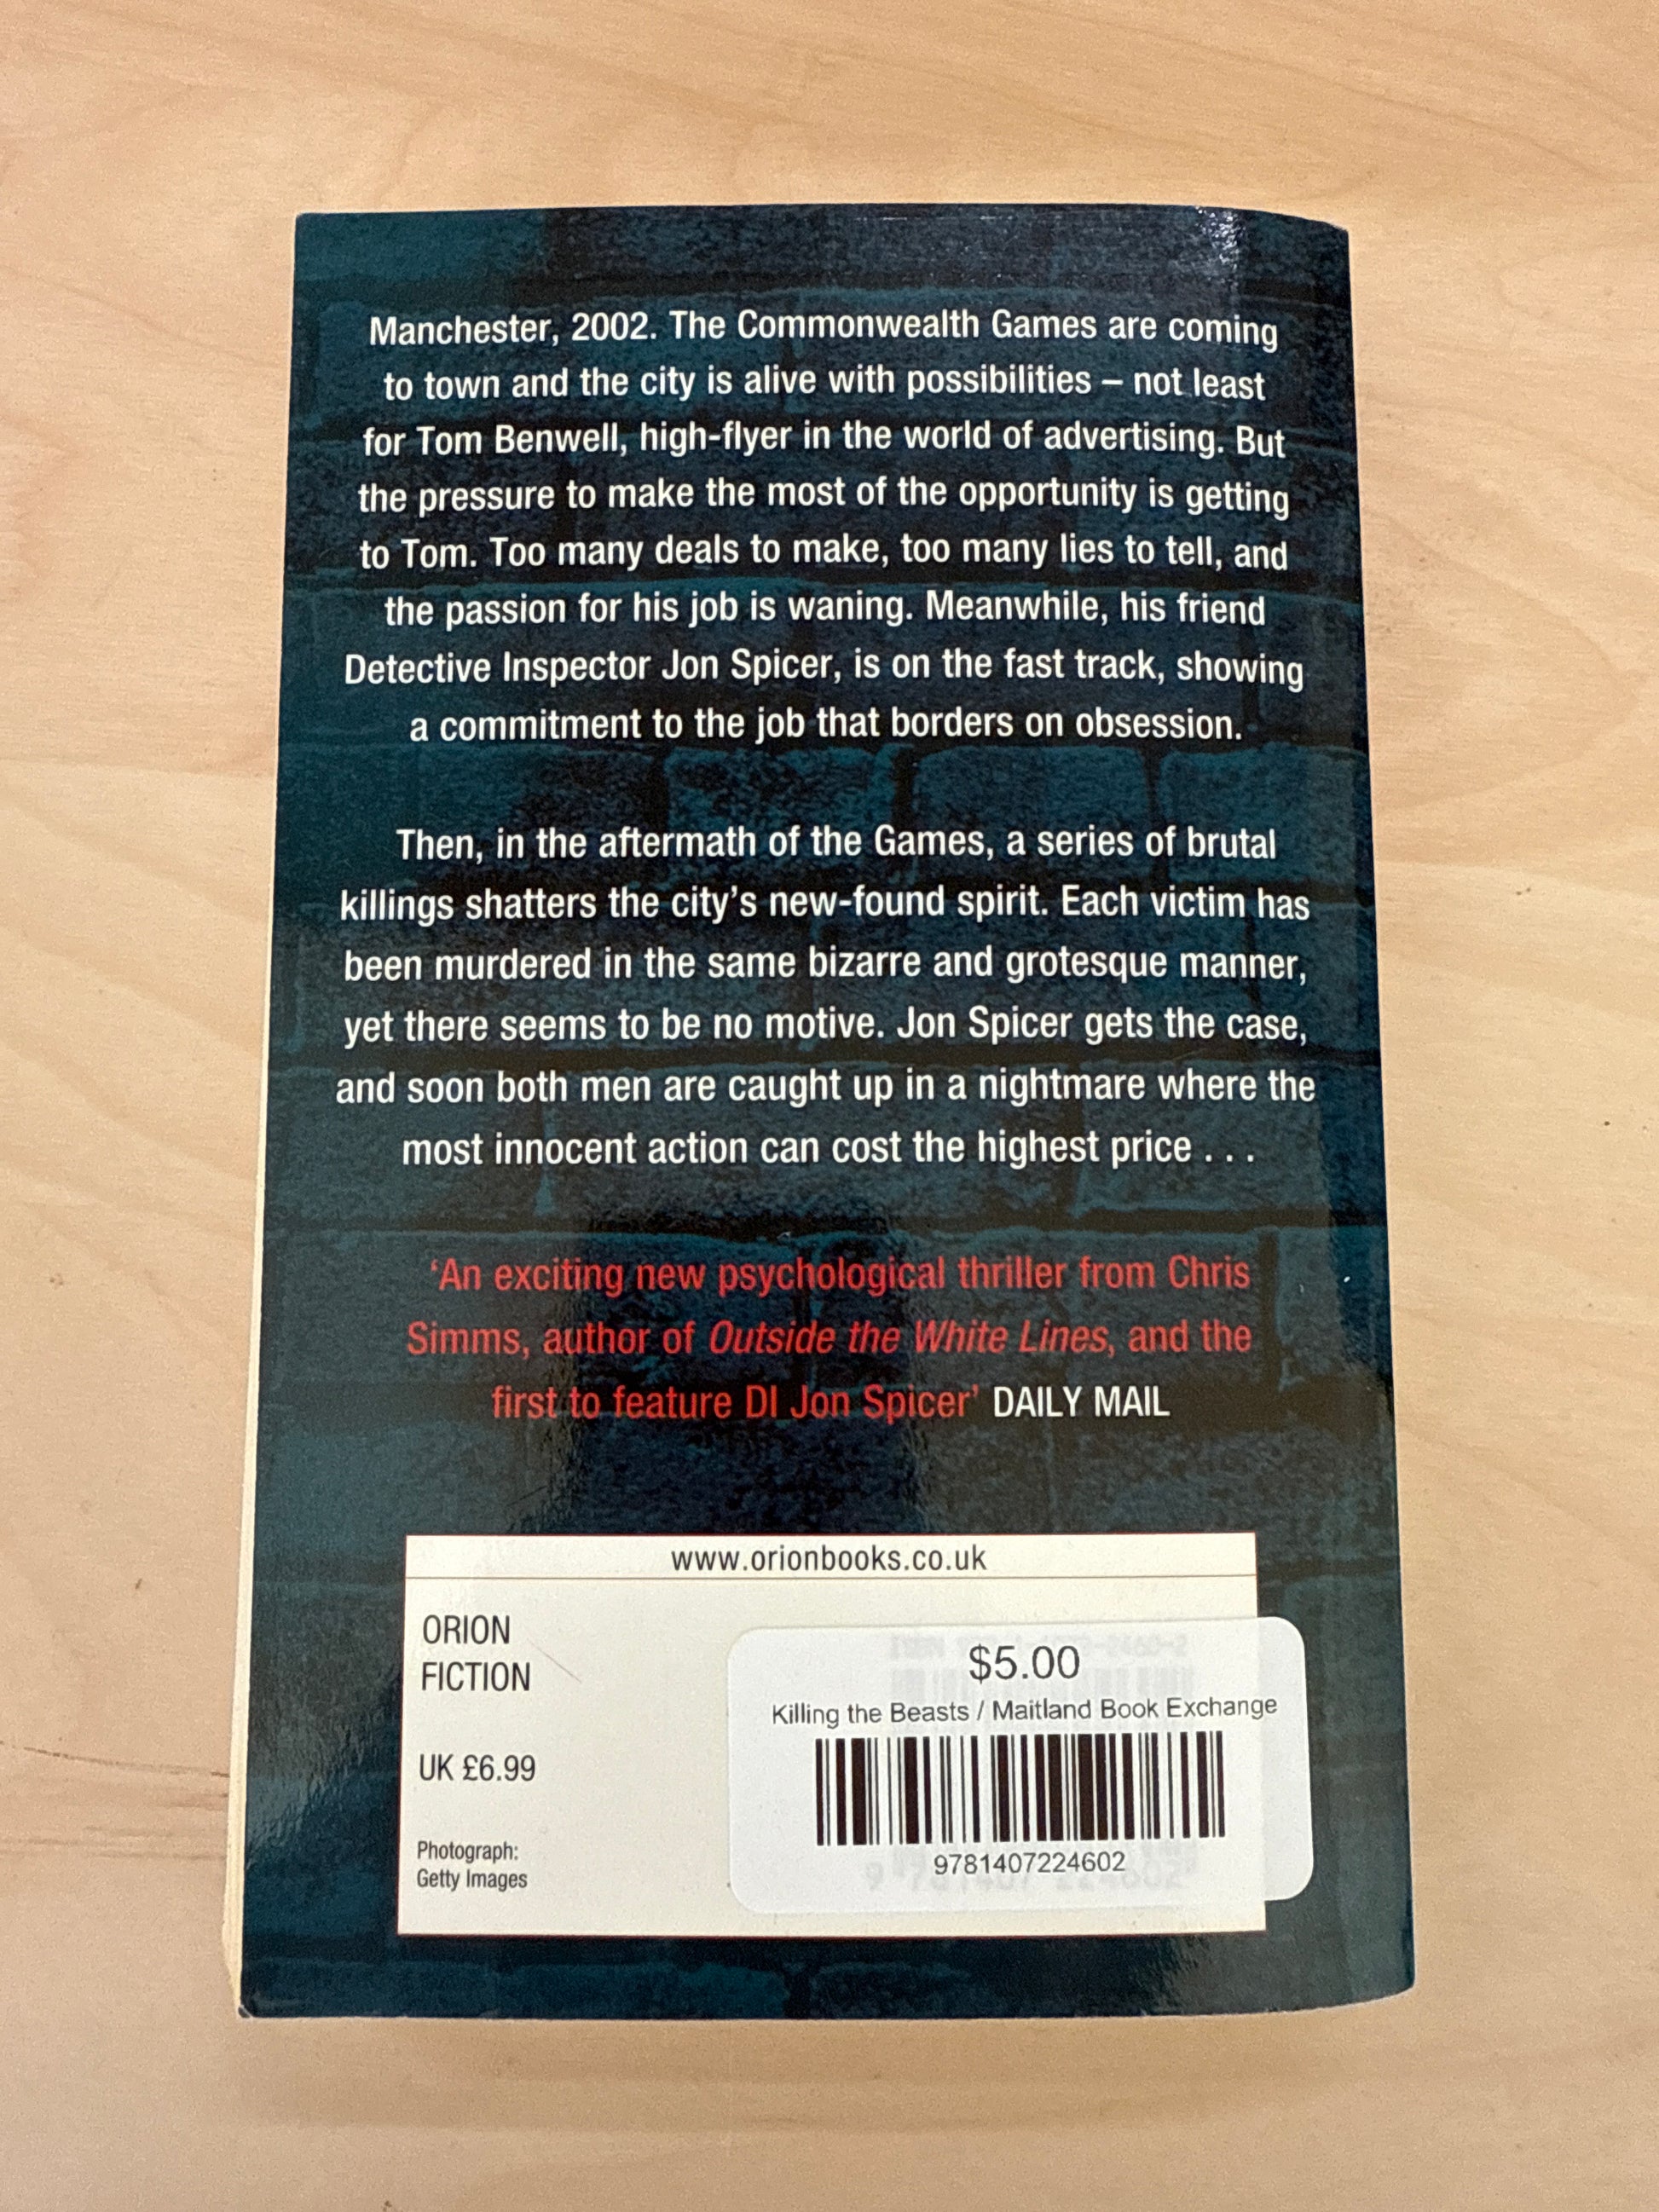 Manchester, 2002. The Commonwealth Games are coming
to town and the city is alive with possibilities – not least
for Tom Benwell, high-flyer in the world of advertising. But
the pressure to make the most of the opportunity is getting
to Tom. Too many deals to make, too many lies to tell, and
the passion for his job is waning. Meanwhile, his friend
Detective Inspector Jon Spicer, is on the fast track, showing
a commitment to the job that borders on obsession.
Then, in the aftermath of the Games, a series of brutal
killings shatters the city's new-found spirit. Each victim has
been murdered in the same bizarre and grotesque manner,
yet there seems to be no motive. Jon Spicer gets the case,
and soon both men are caught up in a nightmare where the
most innocent action can cost the highest price . . .
‘An exciting new psychological thriller from Chris
Simms, author of Outside the White Lines, and the
first to feature DI Jon Spicer’ DAILY MAIL
www.orionbooks.co.uk
ORION
FICTION
UK £6.99
Photograph:
Getty Images
$5.00
Killing the Beasts / Maitland Book Exchange
9781407224602